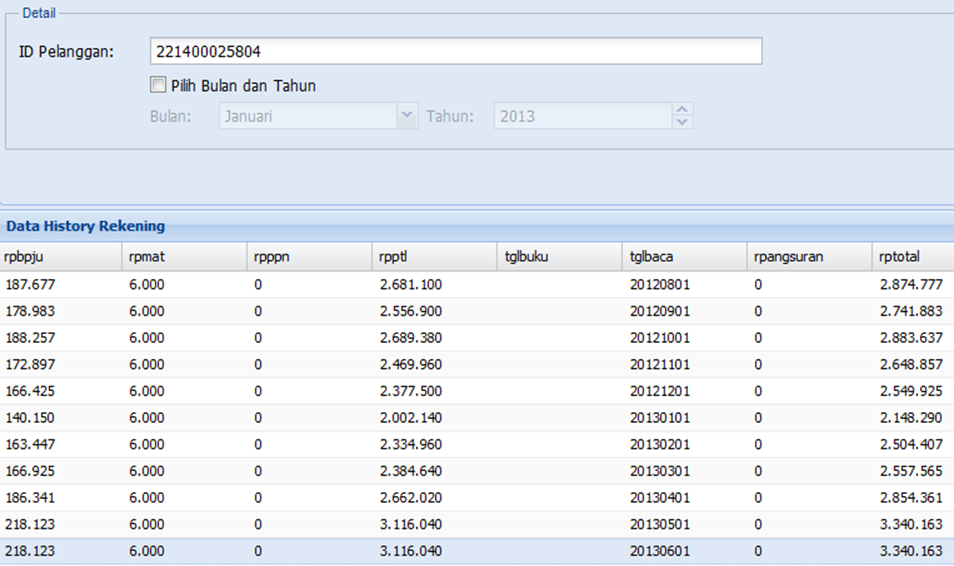 Detail
ID Pelanggan: 221400025804
Pilih Bulan dan Tahun
Bulan: Januari Tahun: 2013
Data History Rekening
rpbpju rpmat rpppn rpptl tglbuku tglbaca rpangsuran rptotal
187.677 6.000 0 2.681.100 20120801 0 2.874.777
178.983 6.000 0 2.556.900 20120901 0 2.741.883
188.257 6.000 0 2.689.380 20121001 0 2.883.637
172.897 6.000 0 2.469.960 20121101 0 2.648.857
166.425 6.000 0 2.377.500 20121201 0 2.549.925
140.150 6.000 0 2.002.140 20130101 0 2.148.290
163.447 6.000 0 2.334.960 20130201 0 2.504.407
166.925 6.000 0 2.384.640 20130301 0 2.557.565
186.341 6.000 0 2.662.020 20130401 0 2.854.361
218.123 6.000 0 3.116.040 20130501 0 3.340.163
218.123 6.000 0 3.116.040 20130601 0 3.340.163